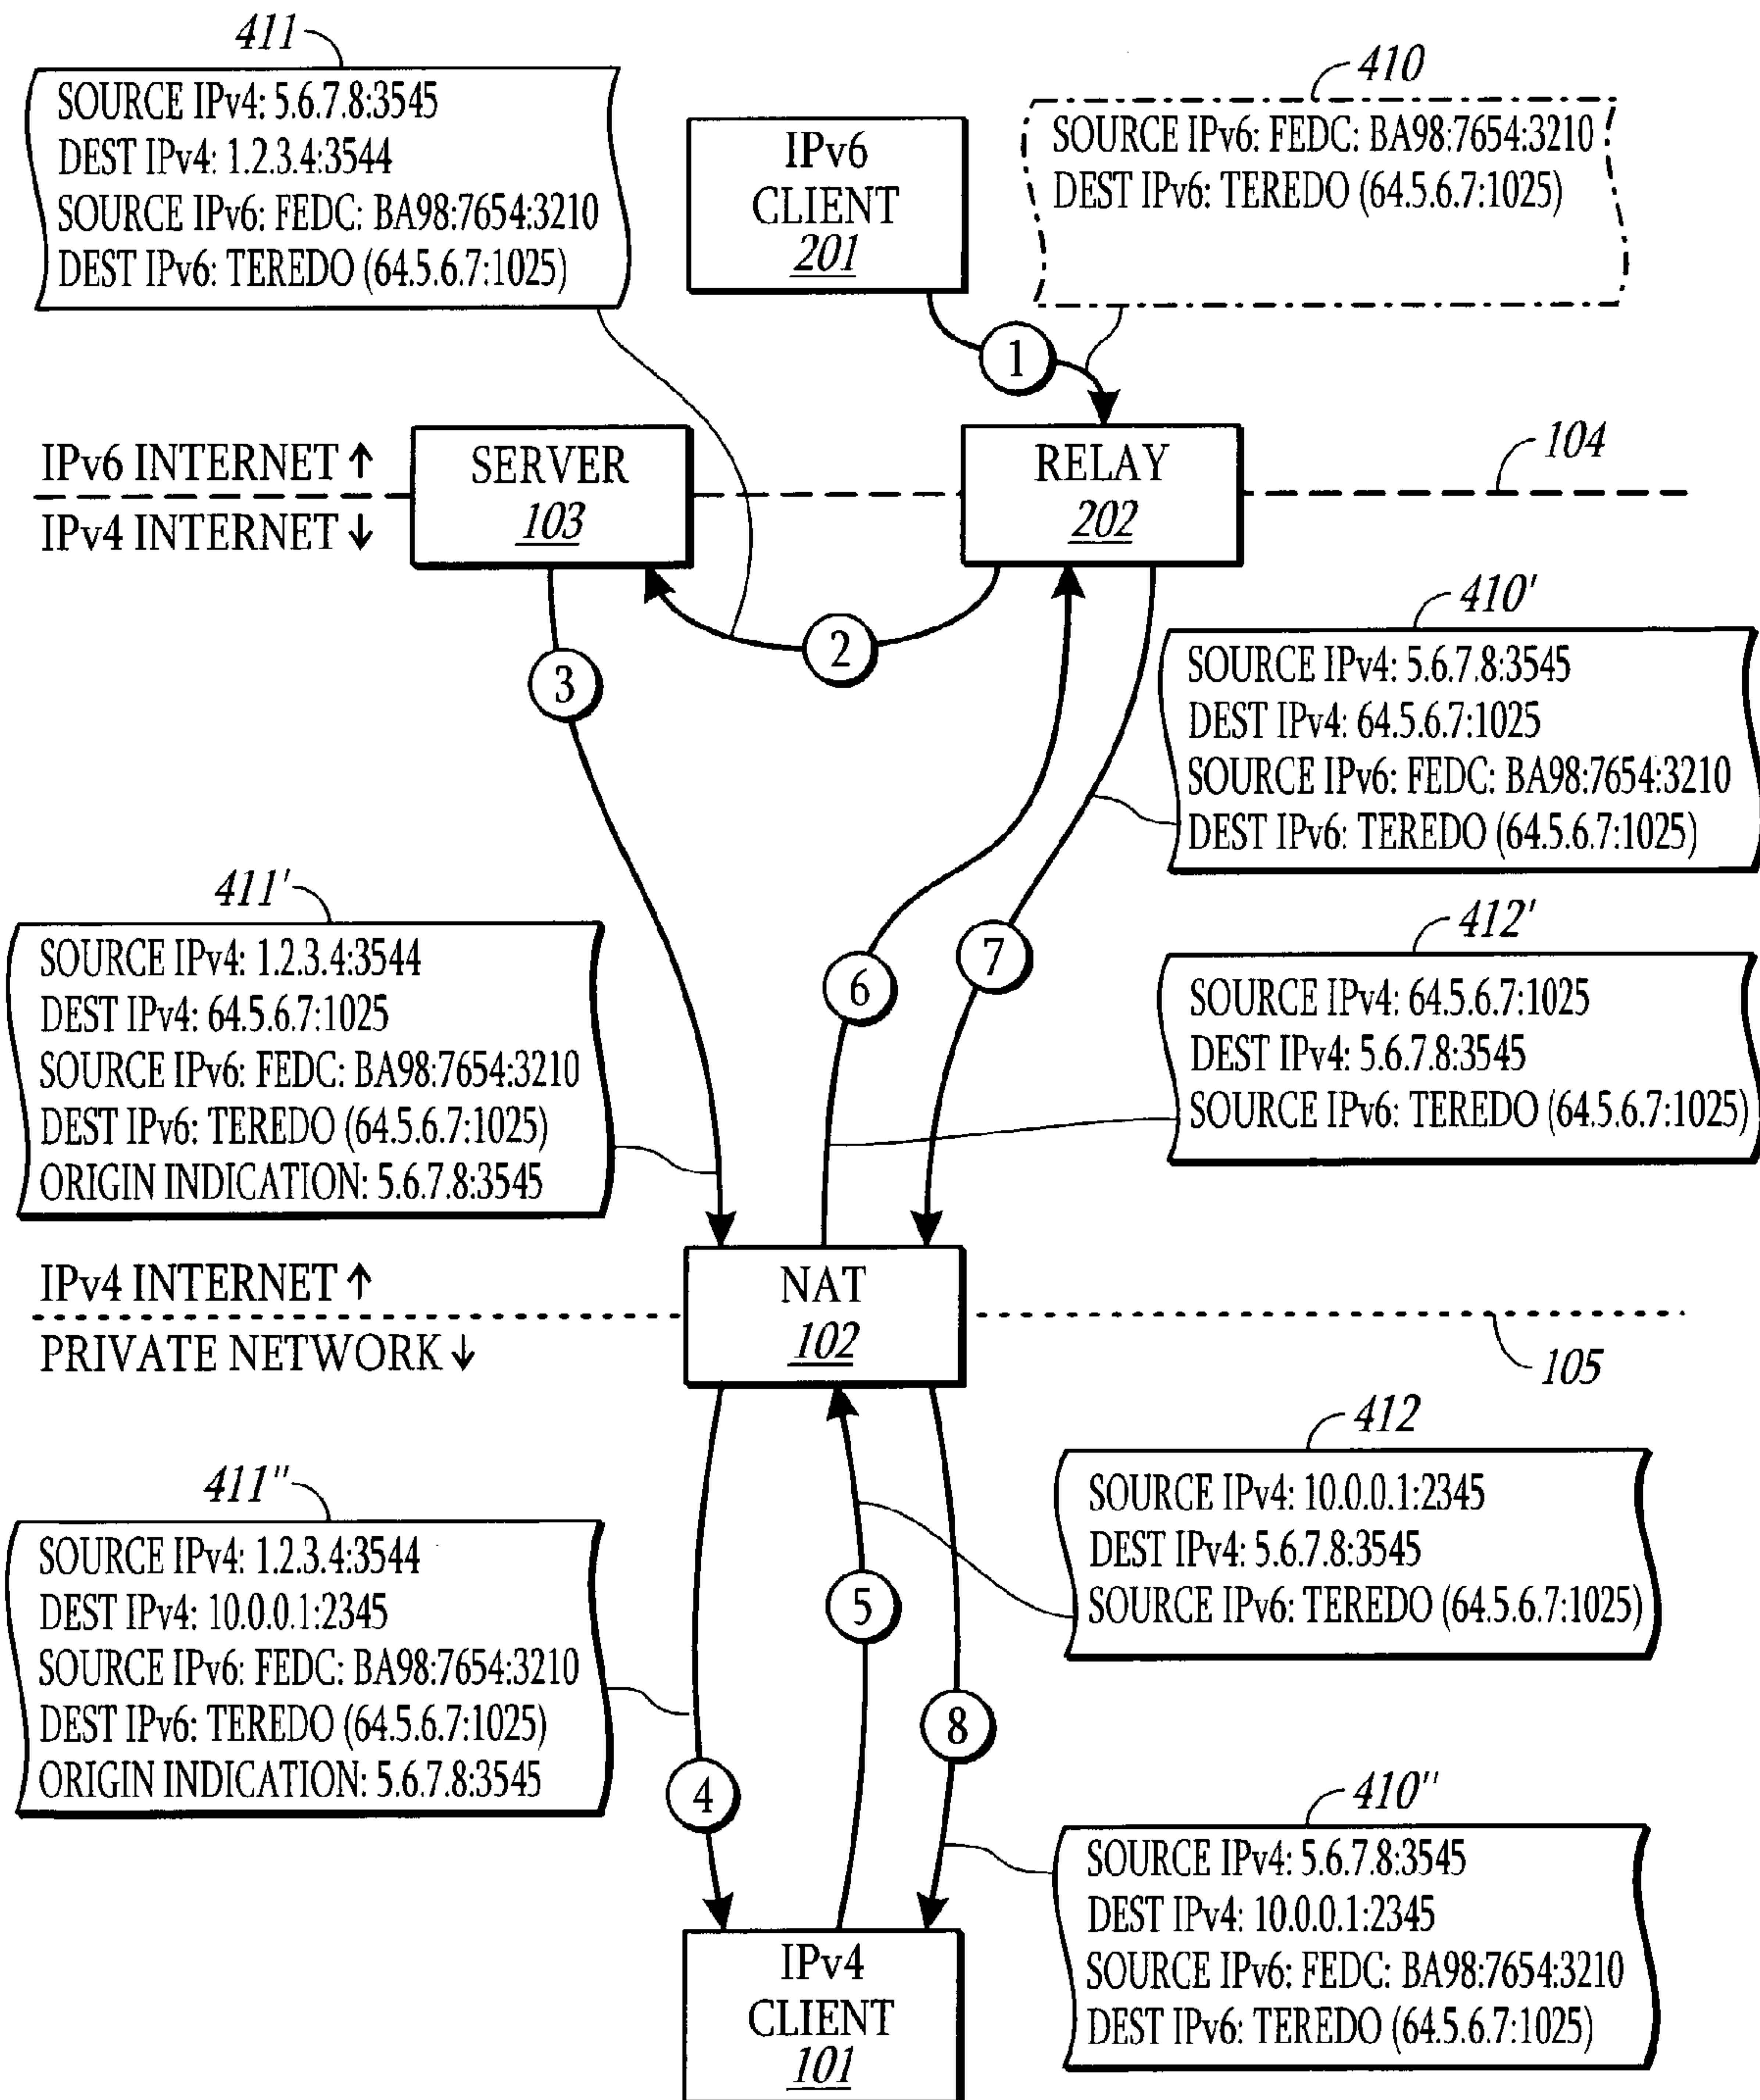 411
SOURCE IPv4: 5.6.7.8:3545
DEST IPv4: 1.2.3.4:3544
SOURCE IPv6: FEDC: BA98:7654:3210
DEST IPv6: TEREDO (64.5.6.7:1025)
IPv6
CLIENT
201
410
SOURCE IPv6: FEDC: BA98:7654:3210
DEST IPv6: TEREDO (64.5.6.7:1025)
1
IPv6 INTERNET ↑
IPv4 INTERNET ↓
SERVER
103
RELAY
202
104
2
3
410'
SOURCE IPv4: 5.6.7.8:3545
DEST IPv4: 64.5.6.7:1025
SOURCE IPv6: FEDC: BA98:7654:3210
DEST IPv6: TEREDO (64.5.6.7:1025)
411'
SOURCE IPv4: 1.2.3.4:3544
DEST IPv4: 64.5.6.7:1025
SOURCE IPv6: FEDC: BA98:7654:3210
DEST IPv6: TEREDO (64.5.6.7:1025)
ORIGIN INDICATION: 5.6.7.8:3545
6
7
412'
SOURCE IPv4: 64.5.6.7:1025
DEST IPv4: 5.6.7.8:3545
SOURCE IPv6: TEREDO (64.5.6.7:1025)
IPv4 INTERNET ↑
PRIVATE NETWORK ↓
NAT
102
105
411"
SOURCE IPv4: 1.2.3.4:3544
DEST IPv4: 10.0.0.1:2345
SOURCE IPv6: FEDC: BA98:7654:3210
DEST IPv6: TEREDO (64.5.6.7:1025)
ORIGIN INDICATION: 5.6.7.8:3545
4
5
8
412
SOURCE IPv4: 10.0.0.1:2345
DEST IPv4: 5.6.7.8:3545
SOURCE IPv6: TEREDO (64.5.6.7:1025)
410"
SOURCE IPv4: 5.6.7.8:3545
DEST IPv4: 10.0.0.1:2345
SOURCE IPv6: FEDC: BA98:7654:3210
DEST IPv6: TEREDO (64.5.6.7:1025)
IPv4
CLIENT
101